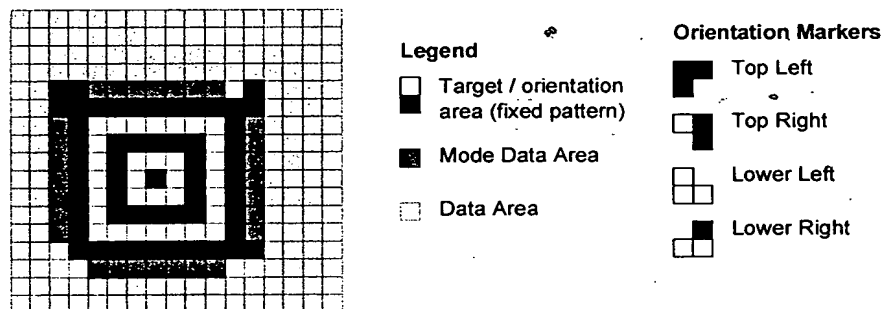 Legend
Target / orientation
area (fixed pattern)
Mode Data Area
Data Area
Orientation Markers
Top Left
Top Right
Lower Left
Lower Right